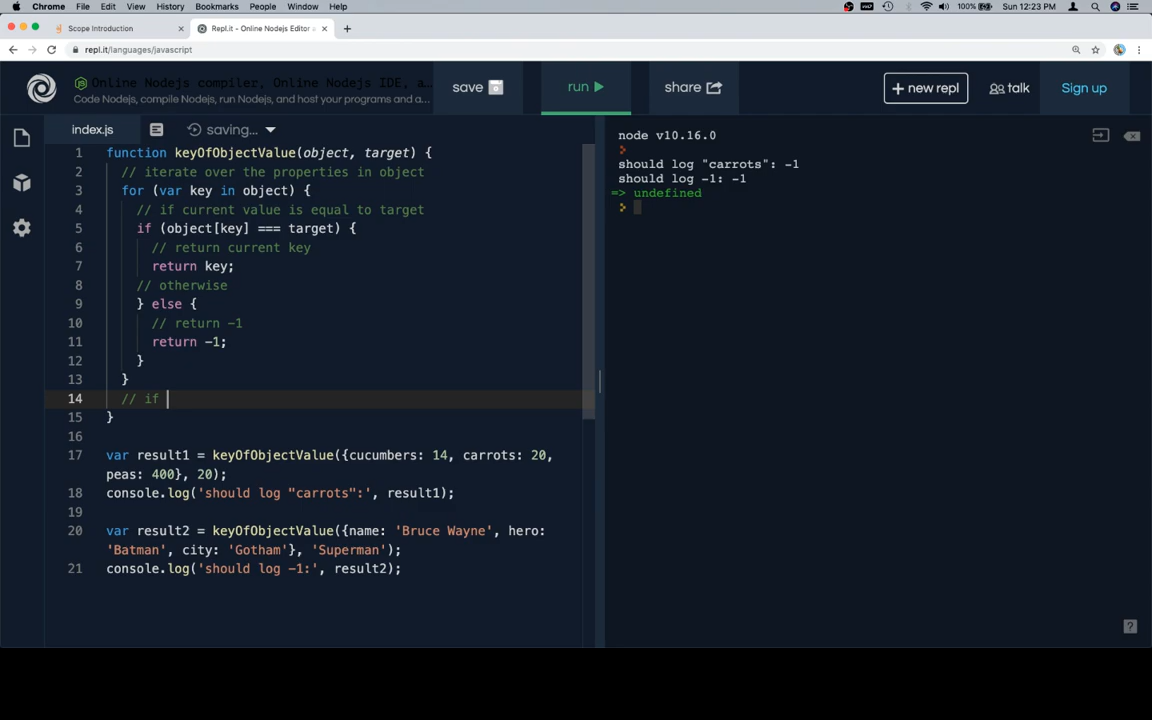 Chrome File Edit View History Bookmarks People Window Help 100% Sun 12:23 PM
Scope Introduction
Repl.it - Online Nodejs Editor
repl.it/languages/javascript
Online Nodejs compiler, Online Nodejs IDE, a...
Code Nodejs, compile Nodejs, run Nodejs, and host your programs and a...
save run share + new repl talk Sign up
index.js saving...
1 function keyOfObjectValue(object, target) {
2 // iterate over the properties in object
3 for (var key in object) {
4 // if current value is equal to target
5 if (object[key] === target) {
6 // return current key
7 return key;
8 // otherwise
9 } else {
10 // return -1
11 return -1;
12 }
13 }
14 // if
15 }
16
17 var result1 = keyOfObjectValue({cucumbers: 14, carrots: 20,
peas: 400}, 20);
18 console.log('should log "carrots":', result1);
19
20 var result2 = keyOfObjectValue({name: 'Bruce Wayne', hero:
'Batman', city: 'Gotham'}, 'Superman');
21 console.log('should log -1:', result2);
node v10.16.0
>
should log "carrots": -1
should log -1: -1
=> undefined
>
?